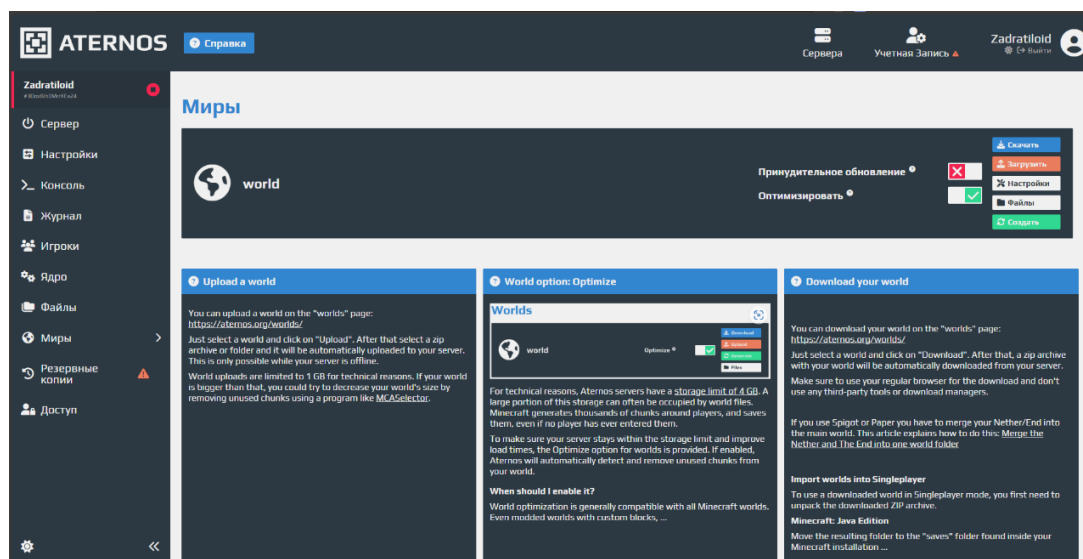 ATERNOS
Справка
Сервера
Учетная Запись
Zadratiloid
Выйти
Zadratiloid
Сервер
Настройки
Консоль
Журнал
Игроки
Ядро
Файлы
Миры
Резервные
копии
Доступ
Миры
world
Принудительное обновление
Оптимизировать
Скачать
Загрузить
Настройки
Файлы
Создать
Upload a world
You can upload a world on the "worlds" page:
https://aternos.org/worlds/
Just select a world and click on "Upload". After that select a zip
archive or folder and it will be automatically uploaded to your server.
This is only possible while your server is offline.
World uploads are limited to 1 GB for technical reasons. If your world
is bigger than that, you could try to decrease your world's size by
removing unused chunks using a program like MCASelector.
World option: Optimize
Worlds
world
Optimize
Download
Upload
Generate
Files
For technical reasons, Aternos servers have a storage limit of 4 GB. A
large portion of this storage can often be occupied by world files.
Minecraft generates thousands of chunks around players, and saves
them, even if no player has ever entered them.
To make sure your server stays within the storage limit and improve
load times, the Optimize option for worlds is provided. If enabled,
Aternos will automatically detect and remove unused chunks from
your world.
When should I enable it?
World optimization is generally compatible with all Minecraft worlds.
Even modded worlds with custom blocks, ...
Download your world
You can download your world on the "worlds" page:
https://aternos.org/worlds/
Just select a world and click on "Download". After that, a zip archive
with your world will be automatically downloaded from your server.
Make sure to use your regular browser for the download and don't
use any third-party tools or download managers.
If you use Spigot or Paper you have to merge your Nether/End into
the main world. This article explains how to do this: Merge the
Nether and The End into one world folder
Import worlds into Singleplayer
To use a downloaded world in Singleplayer mode, you first need to
unpack the downloaded ZIP archive.
Minecraft: Java Edition
Move the resulting folder to the "saves" folder found inside your
Minecraft installation ...